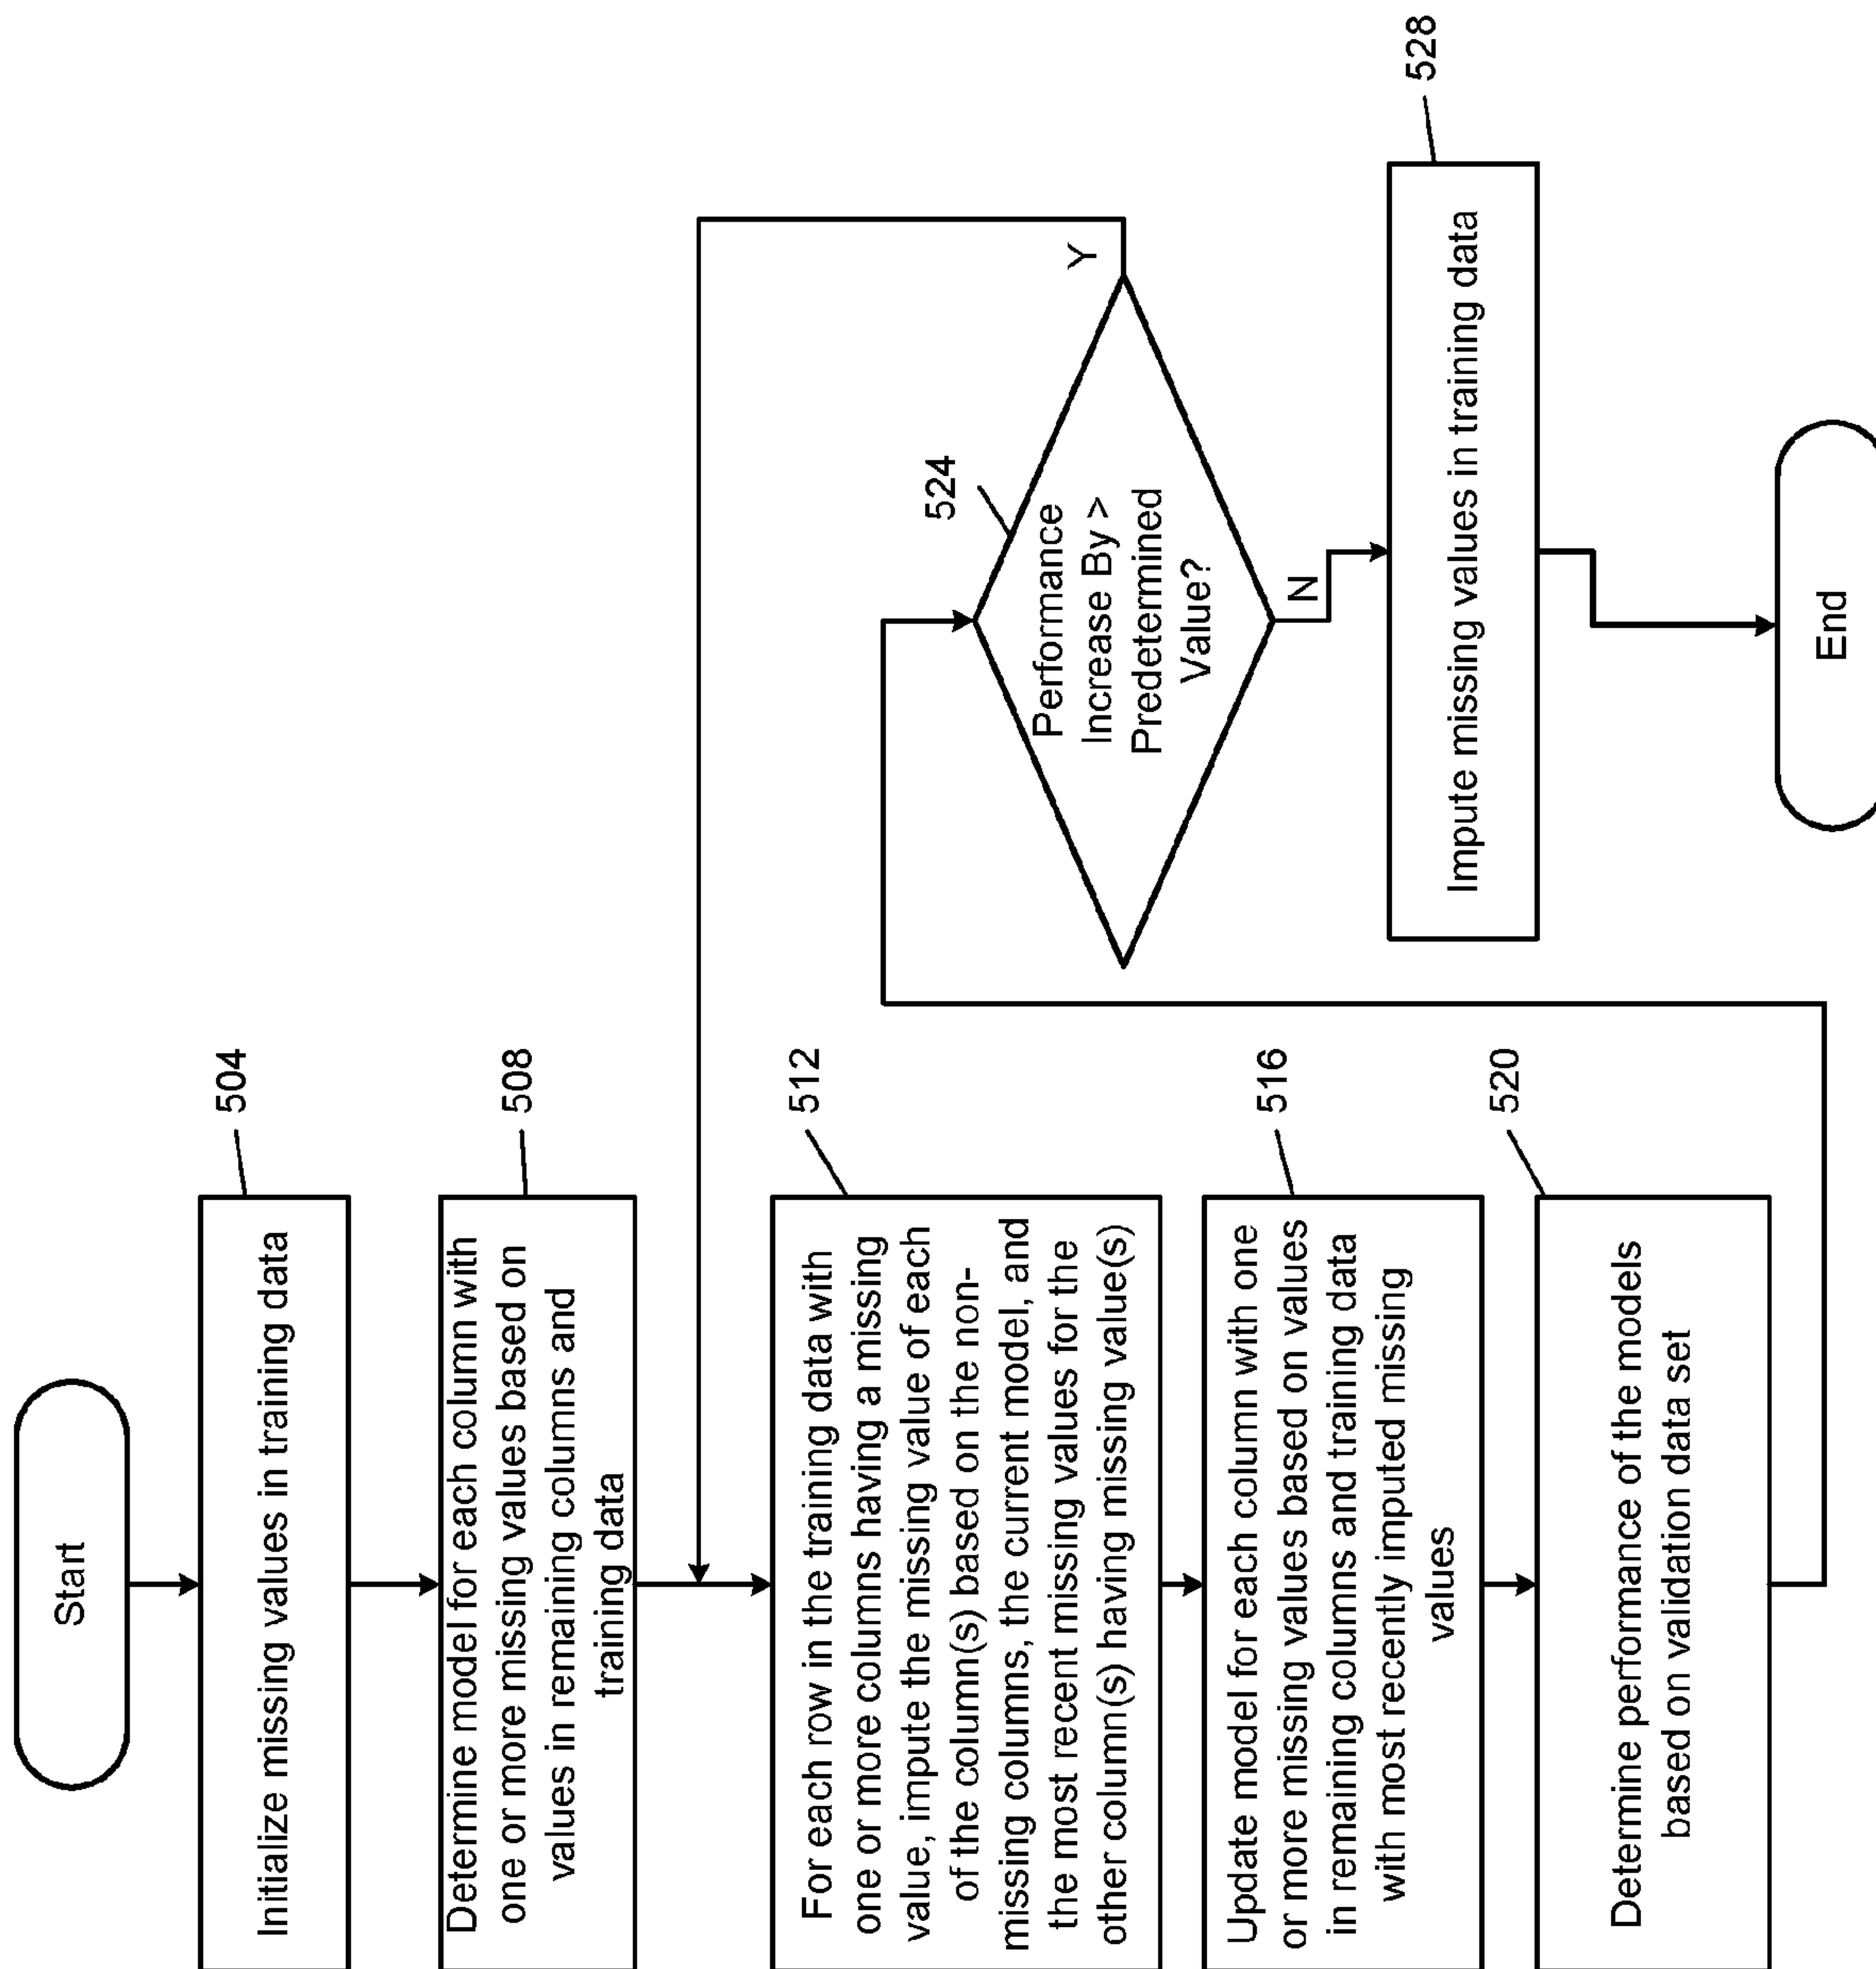 Start
504
Initialize missing values in training data
508
Determine model for each column with
one or more missing values based on
values in remaining columns and
training data
512
For each row in the training data with
one or more columns having a missing
value, impute the missing value of each
of the column(s) based on the non-
missing columns, the current model, and
the most recent missing values for the
other column(s) having missing value(s)
516
Update model for each column with one
or more missing values based on values
in remaining columns and training data
with most recently imputed missing
values
520
Determine performance of the models
based on validation data set
524
Performance
Increase By >
Predetermined
Value?
Y
N
528
Impute missing values in training data
End